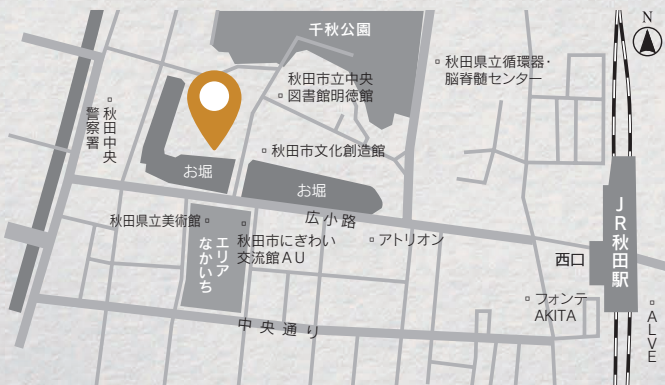 千秋公園
N
秋田県立循環器・
脳脊髄センター
秋田市立中央
図書館明徳館
秋田中央
警察署
秋田市文化創造館
お堀
お堀
JR秋田駅
広小路
秋田県立美術館
エリア
なかいち
秋田市にぎわい
交流館AU
アトリオン
西口
フォンテ
AKITA
ALVE
中央通り